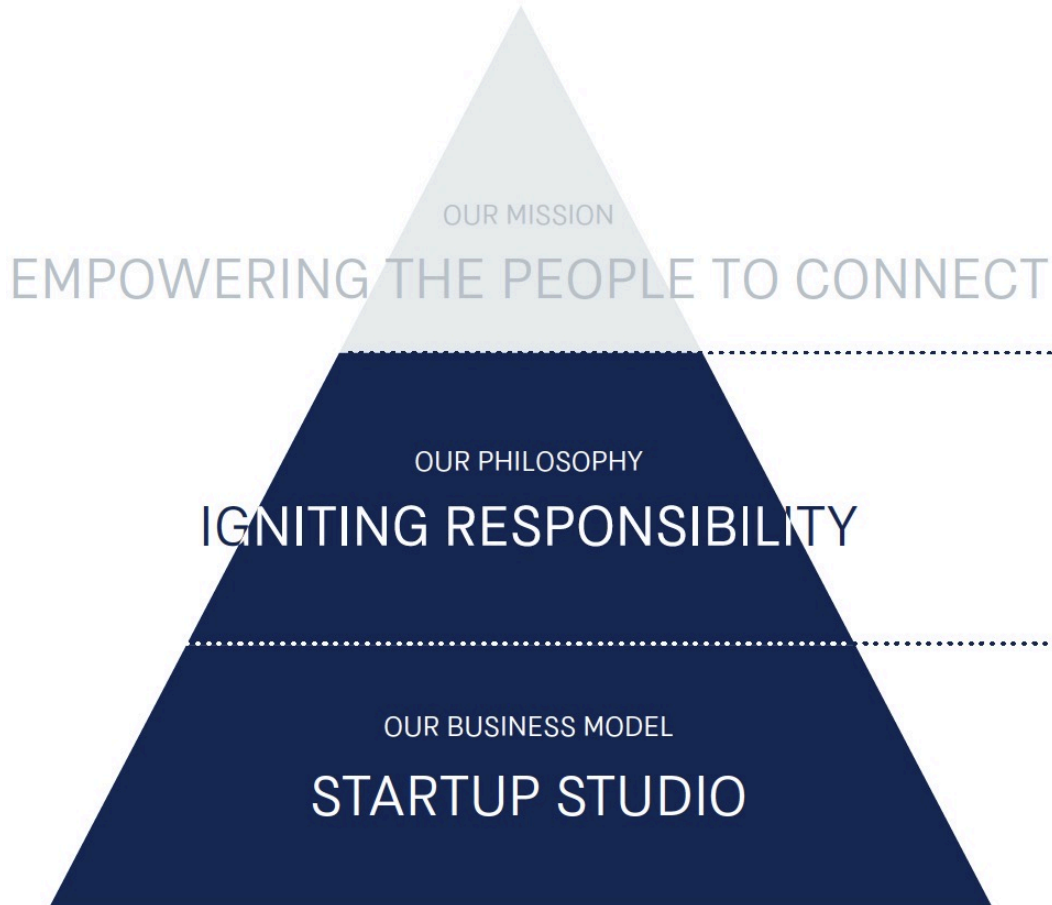 OUR MISSION
EMPOWERING THE PEOPLE TO CONNECT
OUR PHILOSOPHY
IGNITING RESPONSIBILITY
OUR BUSINESS MODEL
STARTUP STUDIO